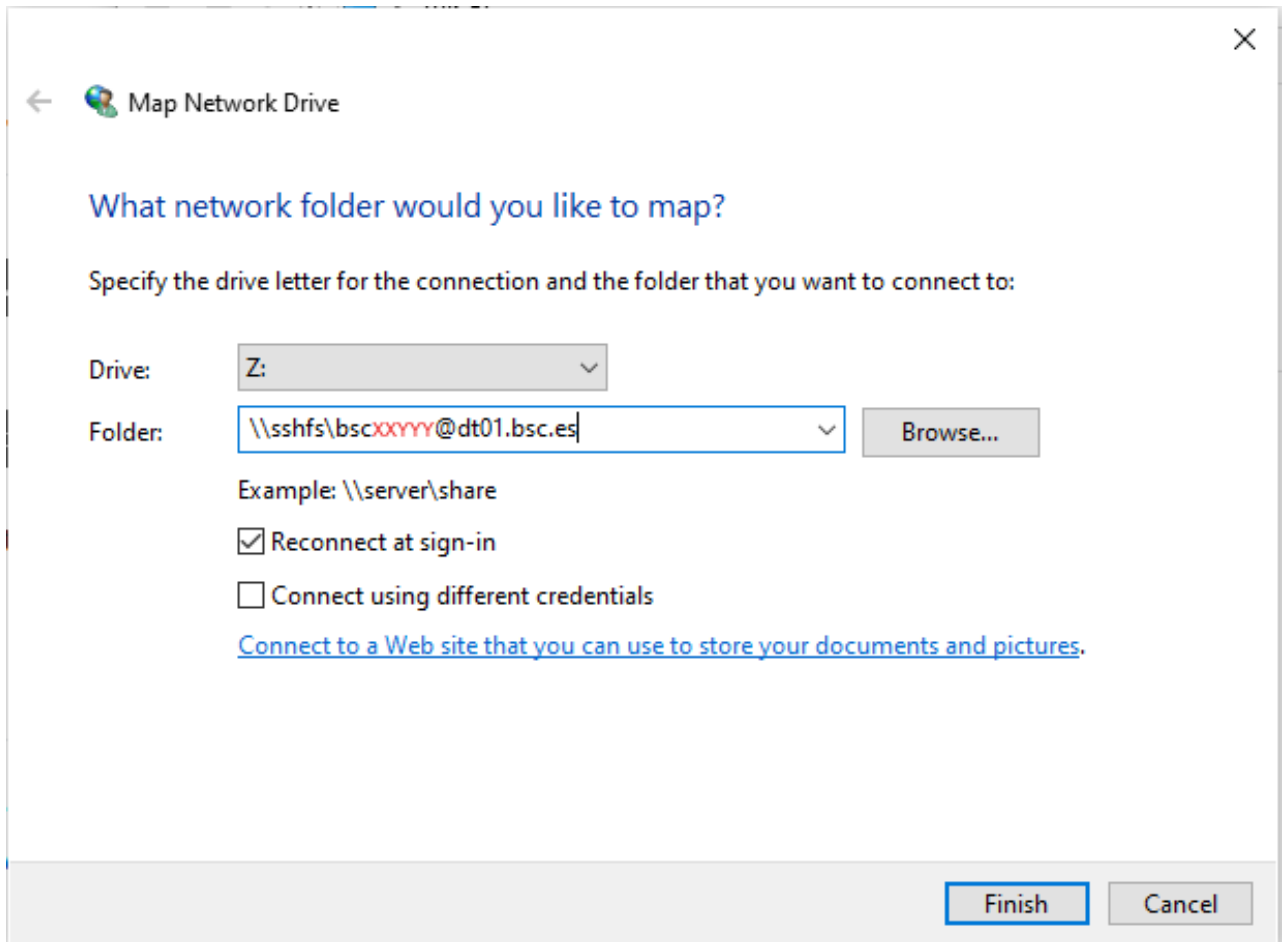 Map Network Drive
What network folder would you like to map?
Specify the drive letter for the connection and the folder that you want to connect to:
Drive: Z:
Folder: \\sshfs\bscXXYYY@dt01.bsc.es Browse...
Example: \\server\share
Reconnect at sign-in
Connect using different credentials
Connect to a Web site that you can use to store your documents and pictures.
Finish Cancel